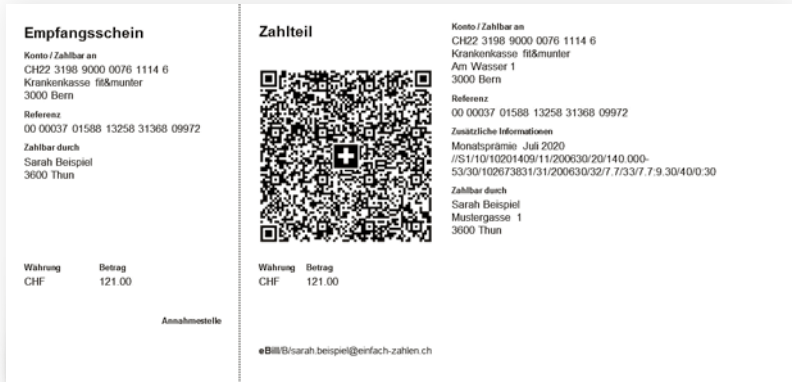 Empfangsschein
Konto / Zahlbar an
CH22 3198 9000 0076 1114 6
Krankenkasse fit&munter
3000 Bern
Referenz
00 00037 01588 13258 31368 09972
Zahlbar durch
Sarah Beispiel
3600 Thun
Währung Betrag
CHF 121.00
Annahmestelle
Zahlteil
Währung Betrag
CHF 121.00
Konto / Zahlbar an
CH22 3198 9000 0076 1114 6
Krankenkasse fit&munter
Am Wasser 1
3000 Bern
Referenz
00 00037 01588 13258 31368 09972
Zusätzliche Informationen
Monatsprämie Juli 2020
//S1/10/10201409/11/200630/20/140.000-
53/30/102673831/31/200630/32/7.7/33/7.7:9.30/40/0:30
Zahlbar durch
Sarah Beispiel
Mustergasse 1
3600 Thun
eBill/B/sarah.beispiel@einfach-zahlen.ch